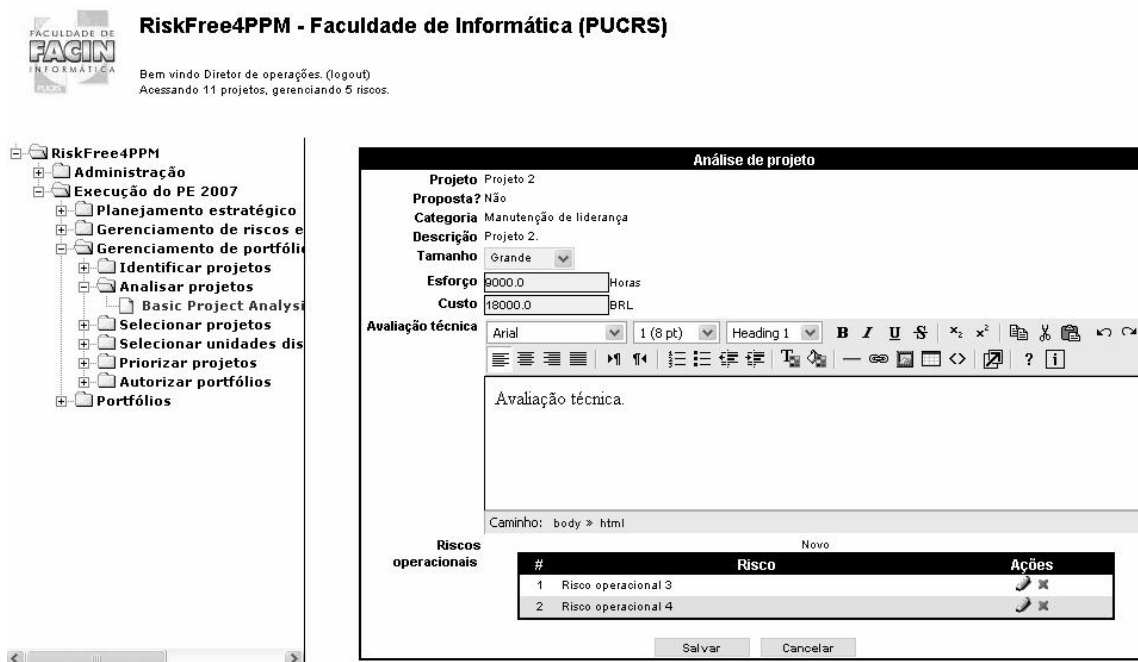 FACULDADE DE
FACIN
INFORMÁTICA
PUCRS
RiskFree4PPM - Faculdade de Informática (PUCRS)
Bem vindo Diretor de operações. (logout)
Acessando 11 projetos, gerenciando 5 riscos.
RiskFree4PPM
Administração
Execução do PE 2007
Planejamento estratégico
Gerenciamento de riscos e
Gerenciamento de portfóli
Identificar projetos
Analisar projetos
Basic Project Analysi
Selecionar projetos
Selecionar unidades dis
Priorizar projetos
Autorizar portfólios
Portfólios
Análise de projeto
Projeto Projeto 2
Proposta? Não
Categoria Manutenção de liderança
Descrição Projeto 2.
Tamanho Grande
Esforço 9000.0 Horas
Custo 18000.0 BRL
Avaliação técnica Arial 1 (8 pt) Heading 1 B I U S ×₂ ×²
? i
Avaliação técnica.
Caminho: body » html
Riscos operacionais
Novo
# Risco Ações
1 Risco operacional 3
2 Risco operacional 4
Salvar Cancelar